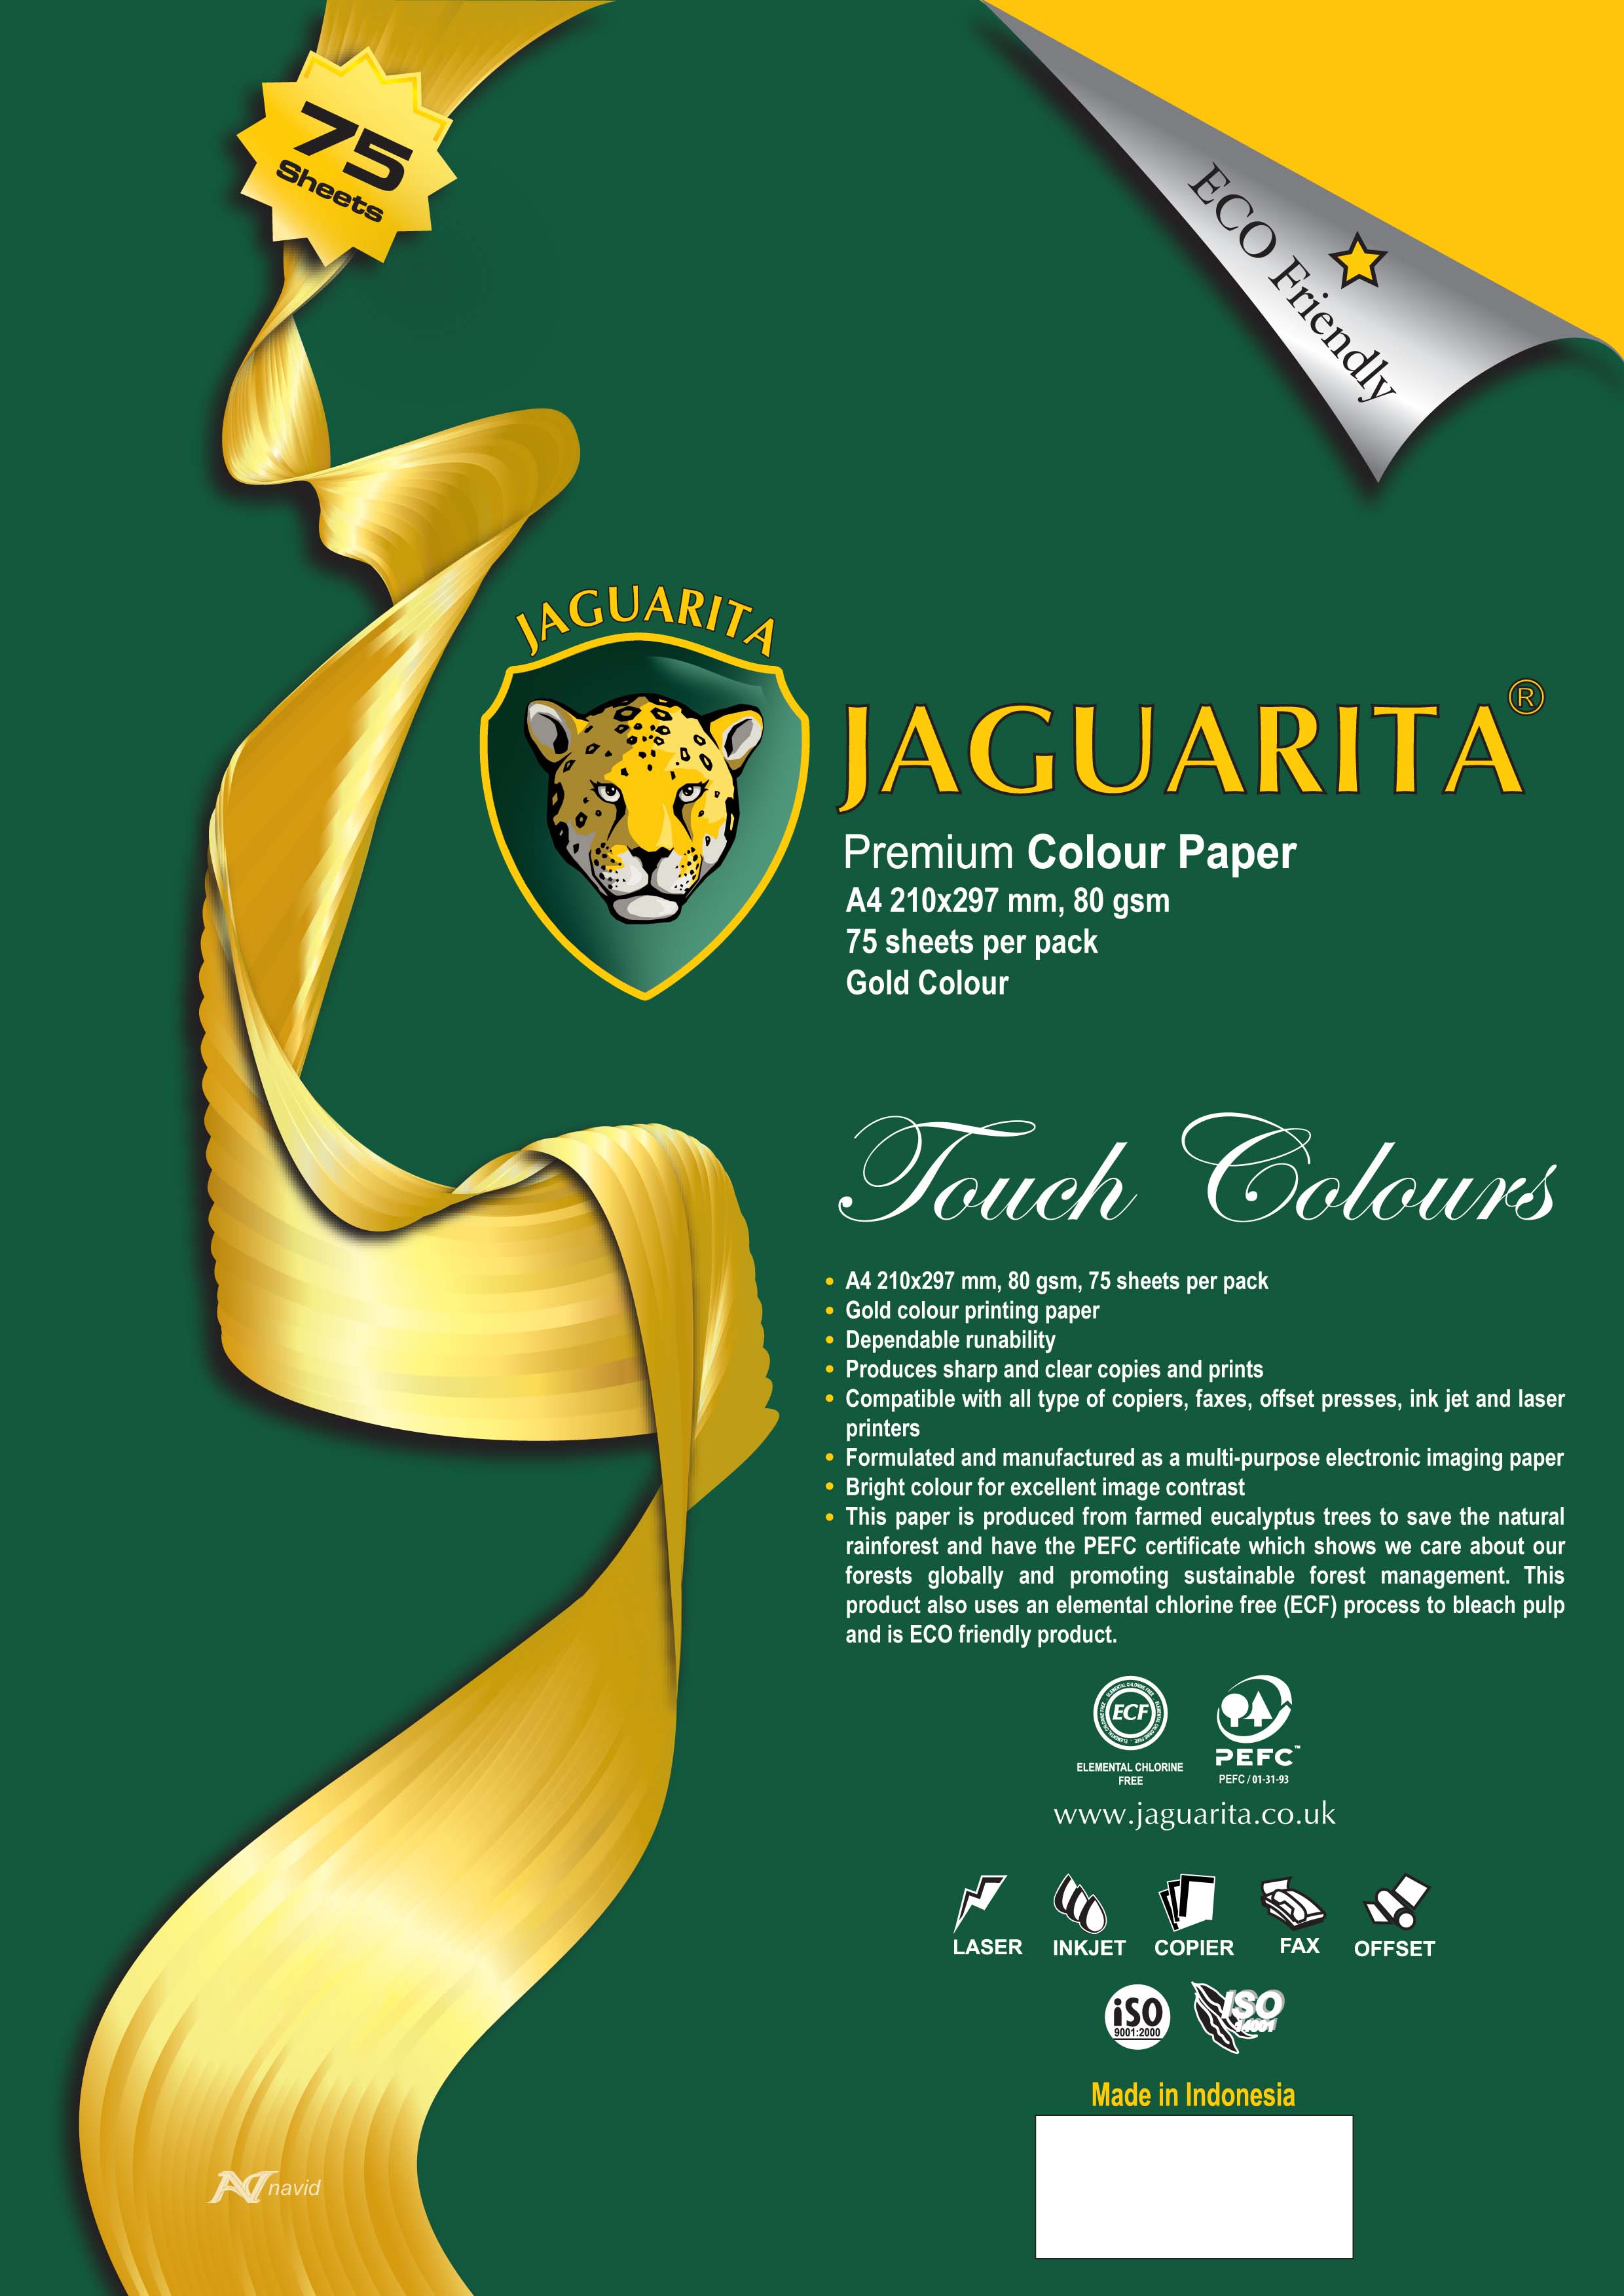 75
Sheets
ECO Friendly
JAGUARITA
JAGUARITA®
Premium Colour Paper
A4 210x297 mm, 80 gsm
75 sheets per pack
Gold Colour
Touch Colours
• A4 210x297 mm, 80 gsm, 75 sheets per pack
• Gold colour printing paper
• Dependable runability
• Produces sharp and clear copies and prints
• Compatible with all type of copiers, faxes, offset presses, ink jet and laser
printers
• Formulated and manufactured as a multi-purpose electronic imaging paper
• Bright colour for excellent image contrast
• This paper is produced from farmed eucalyptus trees to save the natural
rainforest and have the PEFC certificate which shows we care about our
forests globally and promoting sustainable forest management. This
product also uses an elemental chlorine free (ECF) process to bleach pulp
and is ECO friendly product.
ELEMENTAL CHLORINE FREE
ECF
ELEMENTAL CHLORINE
FREE
PEFC™
PEFC / 01-31-93
www.jaguarita.co.uk
LASER INKJET COPIER FAX OFFSET
iSO
9001:2000
ISO
14001
Made in Indonesia
navid